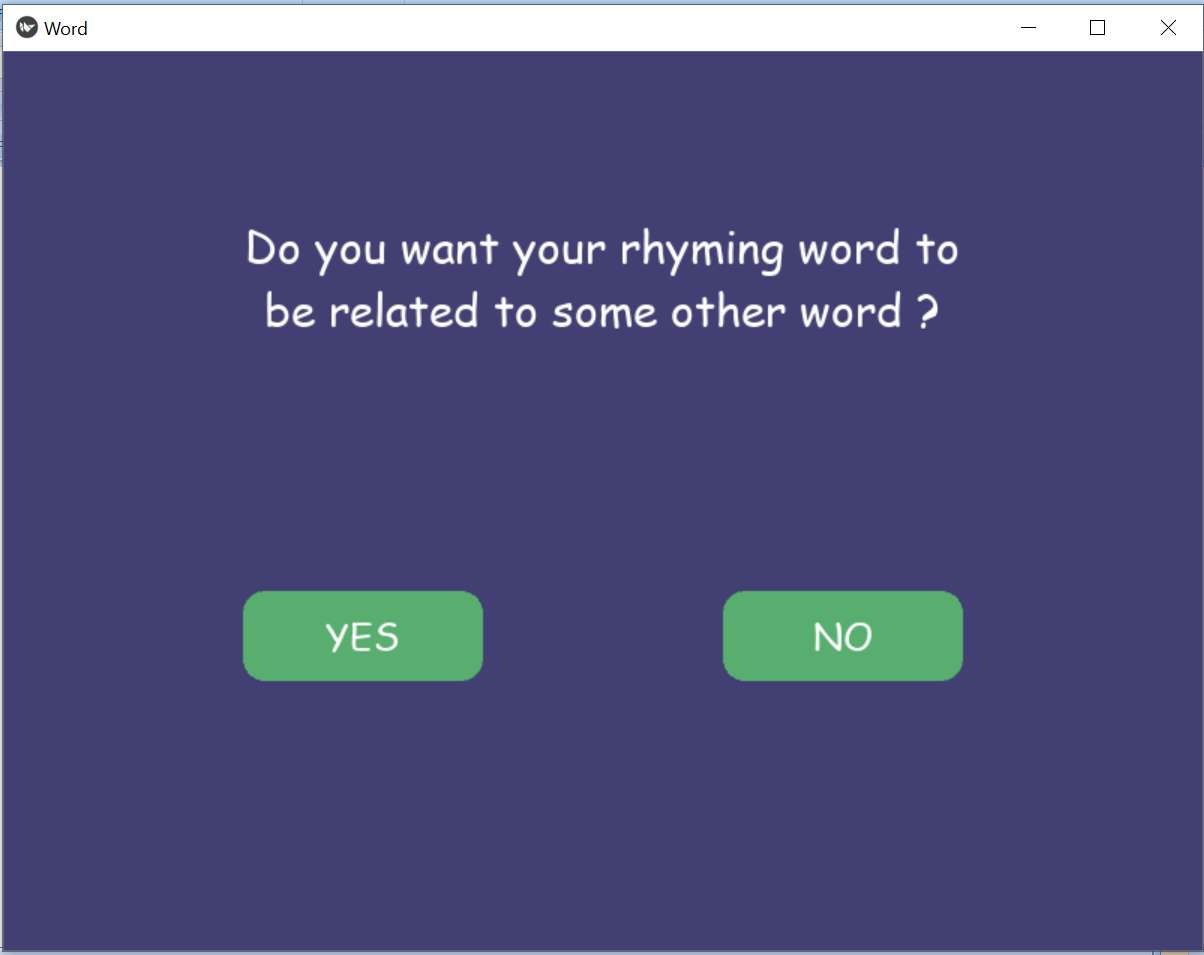 Word
Do you want your rhyming word to
be related to some other word ?
YES
NO